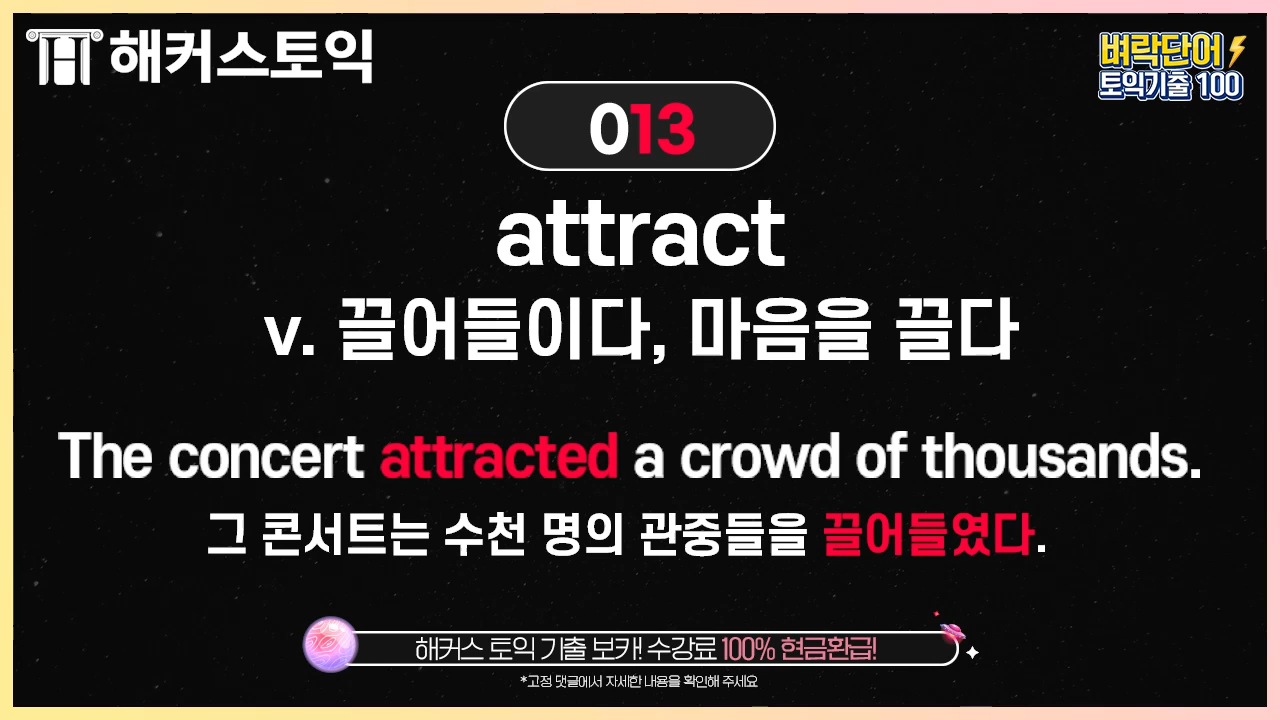 해커스토익
벼락단어
토익기출 100
013
attract
v. 끌어들이다, 마음을 끌다
The concert attracted a crowd of thousands.
그 콘서트는 수천 명의 관중들을 끌어들였다.
해커스 토익 기출 보카! 수강료 100% 현금환급!
*고정 댓글에서 자세한 내용을 확인해 주세요